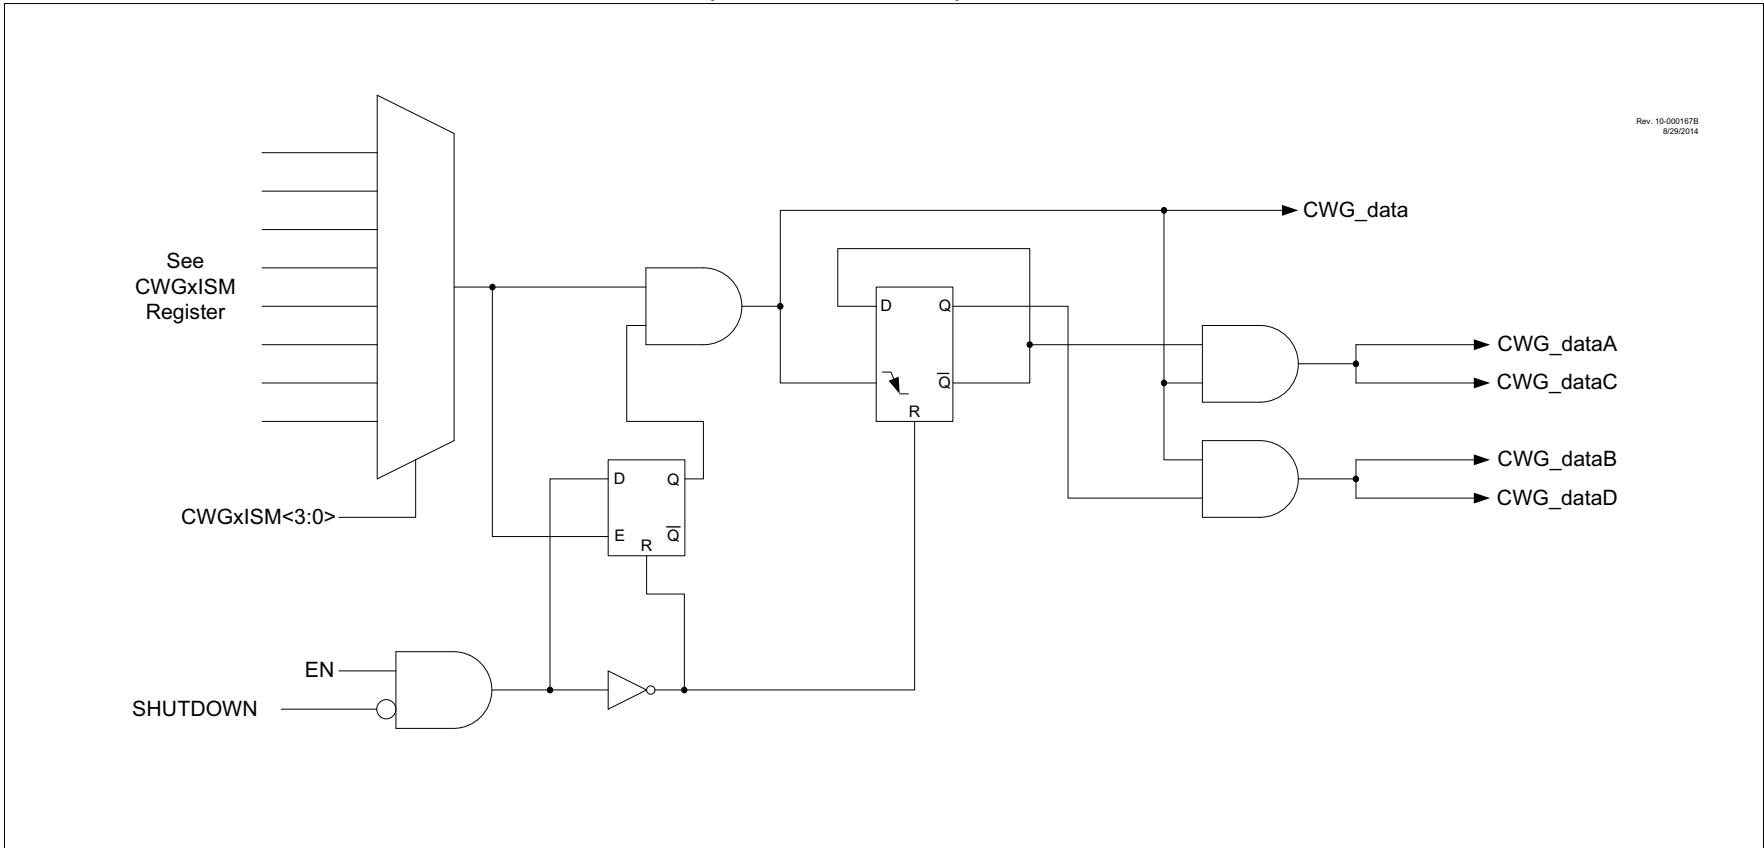 Rev. 10-000167B
8/29/2014
See
CWGxISM
Register
CWGxISM<3:0>
EN
SHUTDOWN
D
Q
E
R
Q
D
Q
Q
R
CWG_data
CWG_dataA
CWG_dataC
CWG_dataB
CWG_dataD